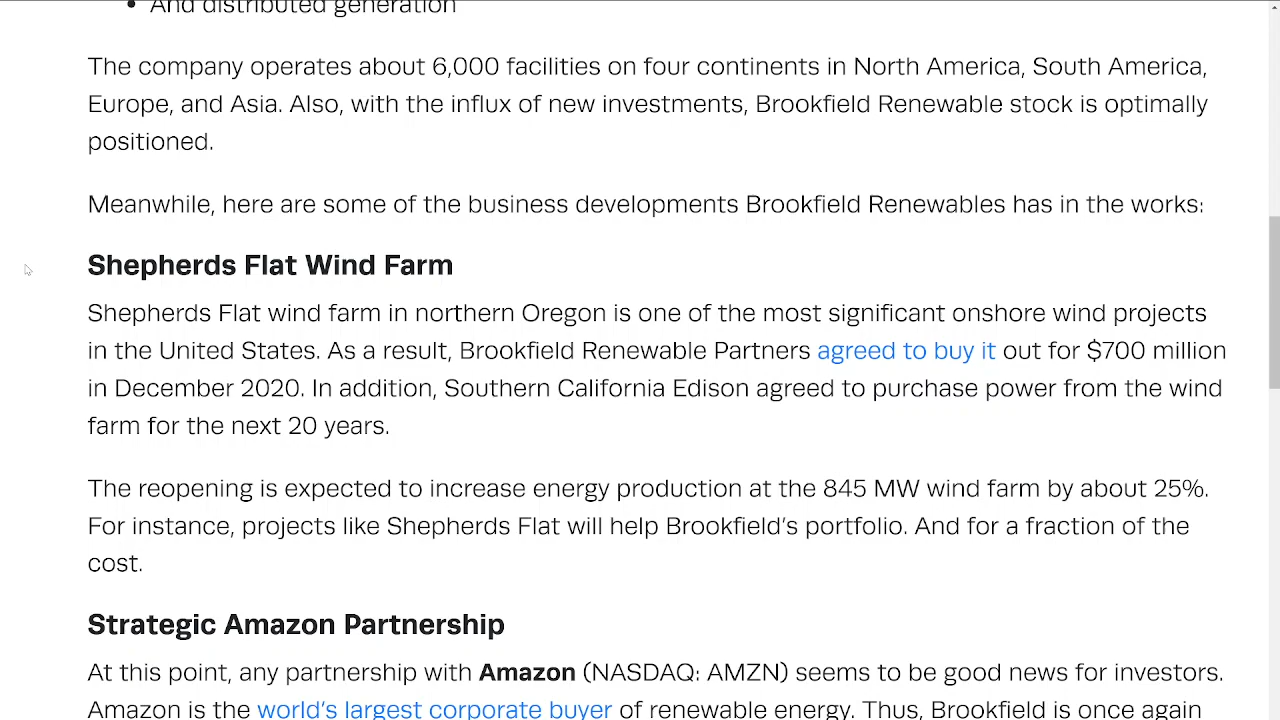 And distributed generation
The company operates about 6,000 facilities on four continents in North America, South America,
Europe, and Asia. Also, with the influx of new investments, Brookfield Renewable stock is optimally
positioned.
Meanwhile, here are some of the business developments Brookfield Renewables has in the works:
Shepherds Flat Wind Farm
Shepherds Flat wind farm in northern Oregon is one of the most significant onshore wind projects
in the United States. As a result, Brookfield Renewable Partners agreed to buy it out for $700 million
in December 2020. In addition, Southern California Edison agreed to purchase power from the wind
farm for the next 20 years.
The reopening is expected to increase energy production at the 845 MW wind farm by about 25%.
For instance, projects like Shepherds Flat will help Brookfield's portfolio. And for a fraction of the
cost.
Strategic Amazon Partnership
At this point, any partnership with Amazon (NASDAQ: AMZN) seems to be good news for investors.
Amazon is the world's largest corporate buyer of renewable energy. Thus, Brookfield is once again